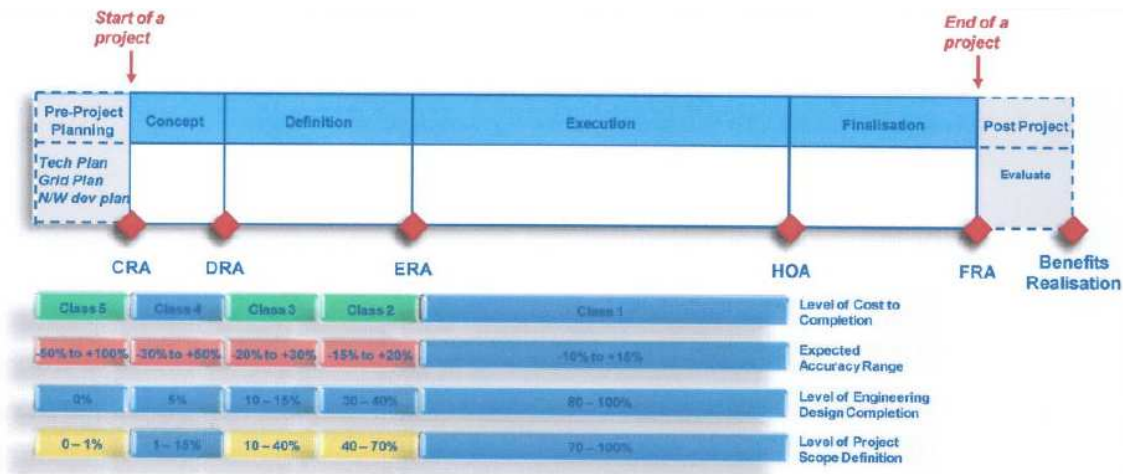 Start of a
project
End of a
project
Pre-Project
Planning
Concept
Definition
Execution
Finalisation
Post Project
Tech Plan
Grid Plan
N/W dev plan
Evaluate
CRA
DRA
ERA
HOA
FRA
Benefits
Realisation
Class 5
Class 4
Class 3
Class 2
Class 1
Level of Cost to
Completion
-50% to +100%
-30% to +50%
-20% to +30%
-15% to +20%
-10% to +15%
Expected
Accuracy Range
0%
5%
10 – 15%
30 – 40%
80 – 100%
Level of Engineering
Design Completion
0 – 1%
1 – 15%
10 – 40%
40 – 70%
70 – 100%
Level of Project
Scope Definition